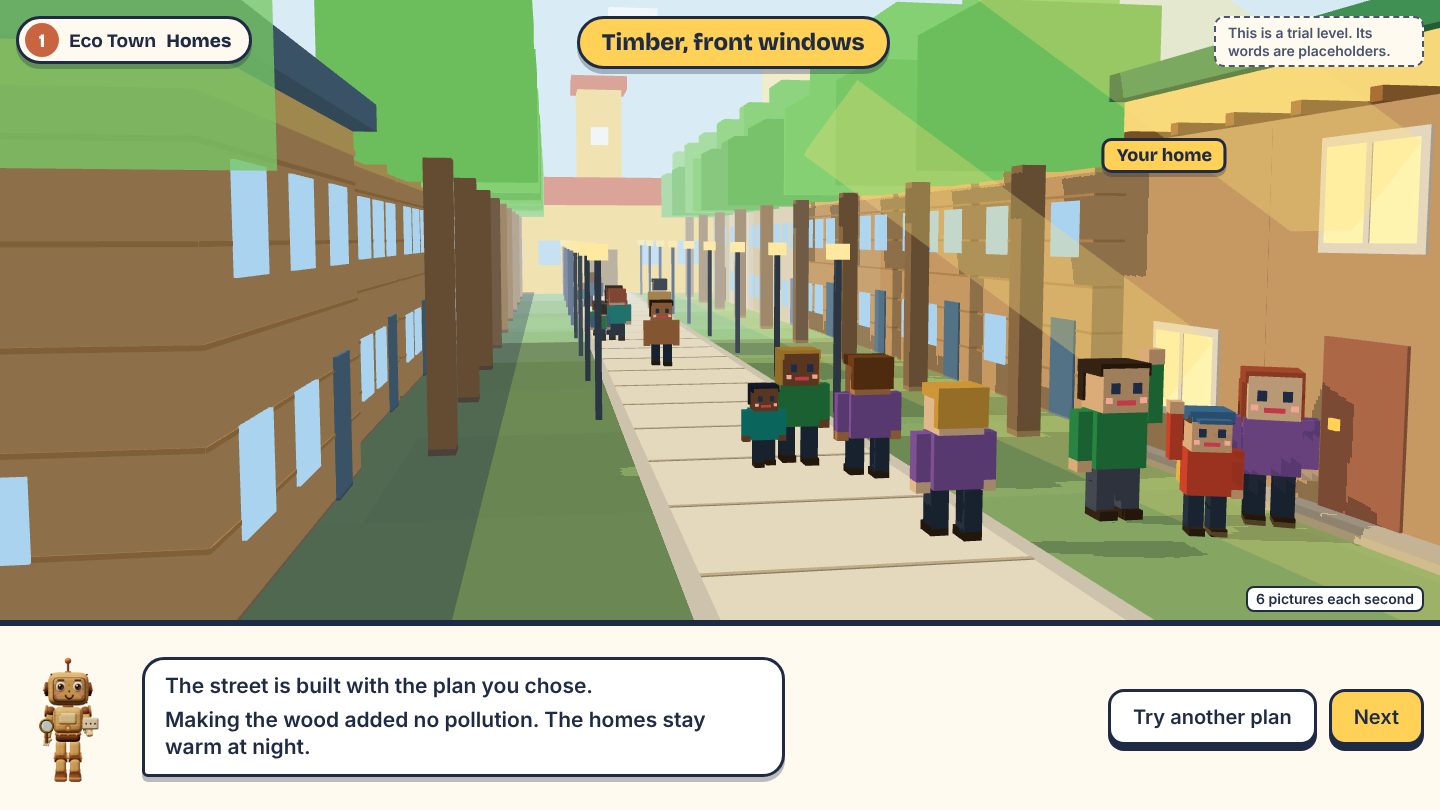 1 Eco Town Homes
Timber, front windows
This is a trial level. Its
words are placeholders.
Your home
6 pictures each second
The street is built with the plan you chose.
Making the wood added no pollution. The homes stay
warm at night.
Try another plan
Next